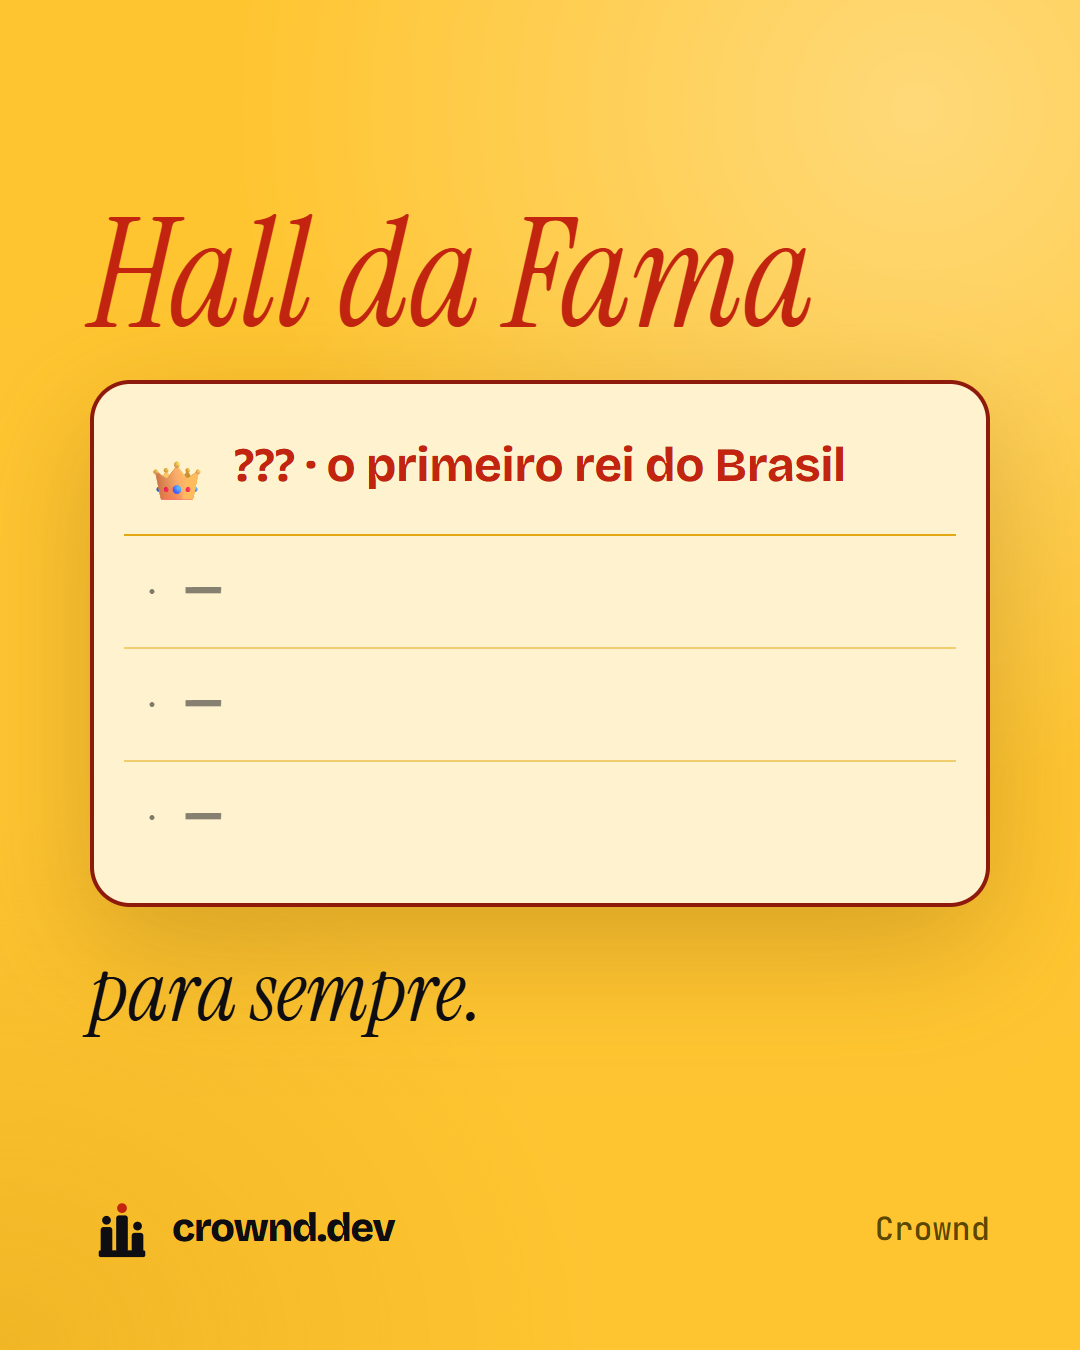 Hall da Fama
👑 ??? · o primeiro rei do Brasil
· —
· —
· —
para sempre.
crownd.dev
Crownd